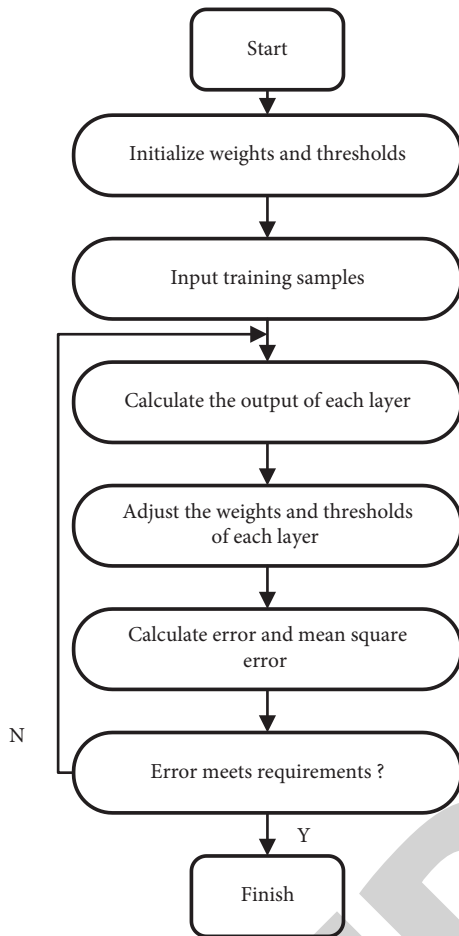 Start
Initialize weights and thresholds
Input training samples
Calculate the output of each layer
Adjust the weights and thresholds
of each layer
Calculate error and mean square
error
N
Error meets requirements ?
Y
Finish